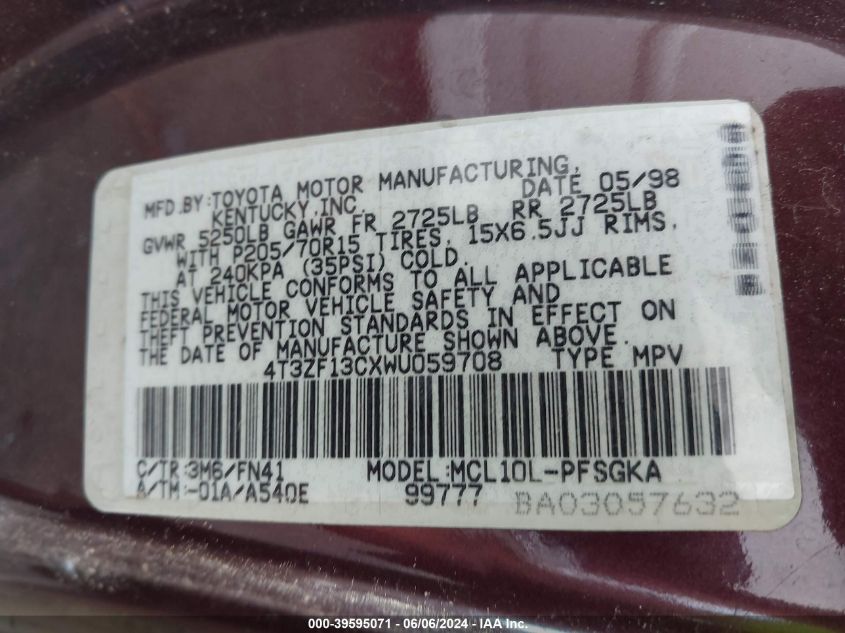 MFD.BY:TOYOTA MOTOR MANUFACTURING,
KENTUCKY,INC. DATE 05/98
GVWR 5250LB GAWR FR 2725LB RR 2725LB
WITH P205/70R15 TIRES, 15X6.5JJ RIMS,
AT 240KPA (35PSI) COLD.
THIS VEHICLE CONFORMS TO ALL APPLICABLE
FEDERAL MOTOR VEHICLE SAFETY AND
THEFT PREVENTION STANDARDS IN EFFECT ON
THE DATE OF MANUFACTURE SHOWN ABOVE.
4T3ZF13CXWU059708 TYPE MPV
C/TR:3M6/FN41 MODEL:MCL10L-PFSGKA
A/TM:-01A/A540E 99777 BA03057632
000-39595071 / 06/06/2024 / IAA Inc.